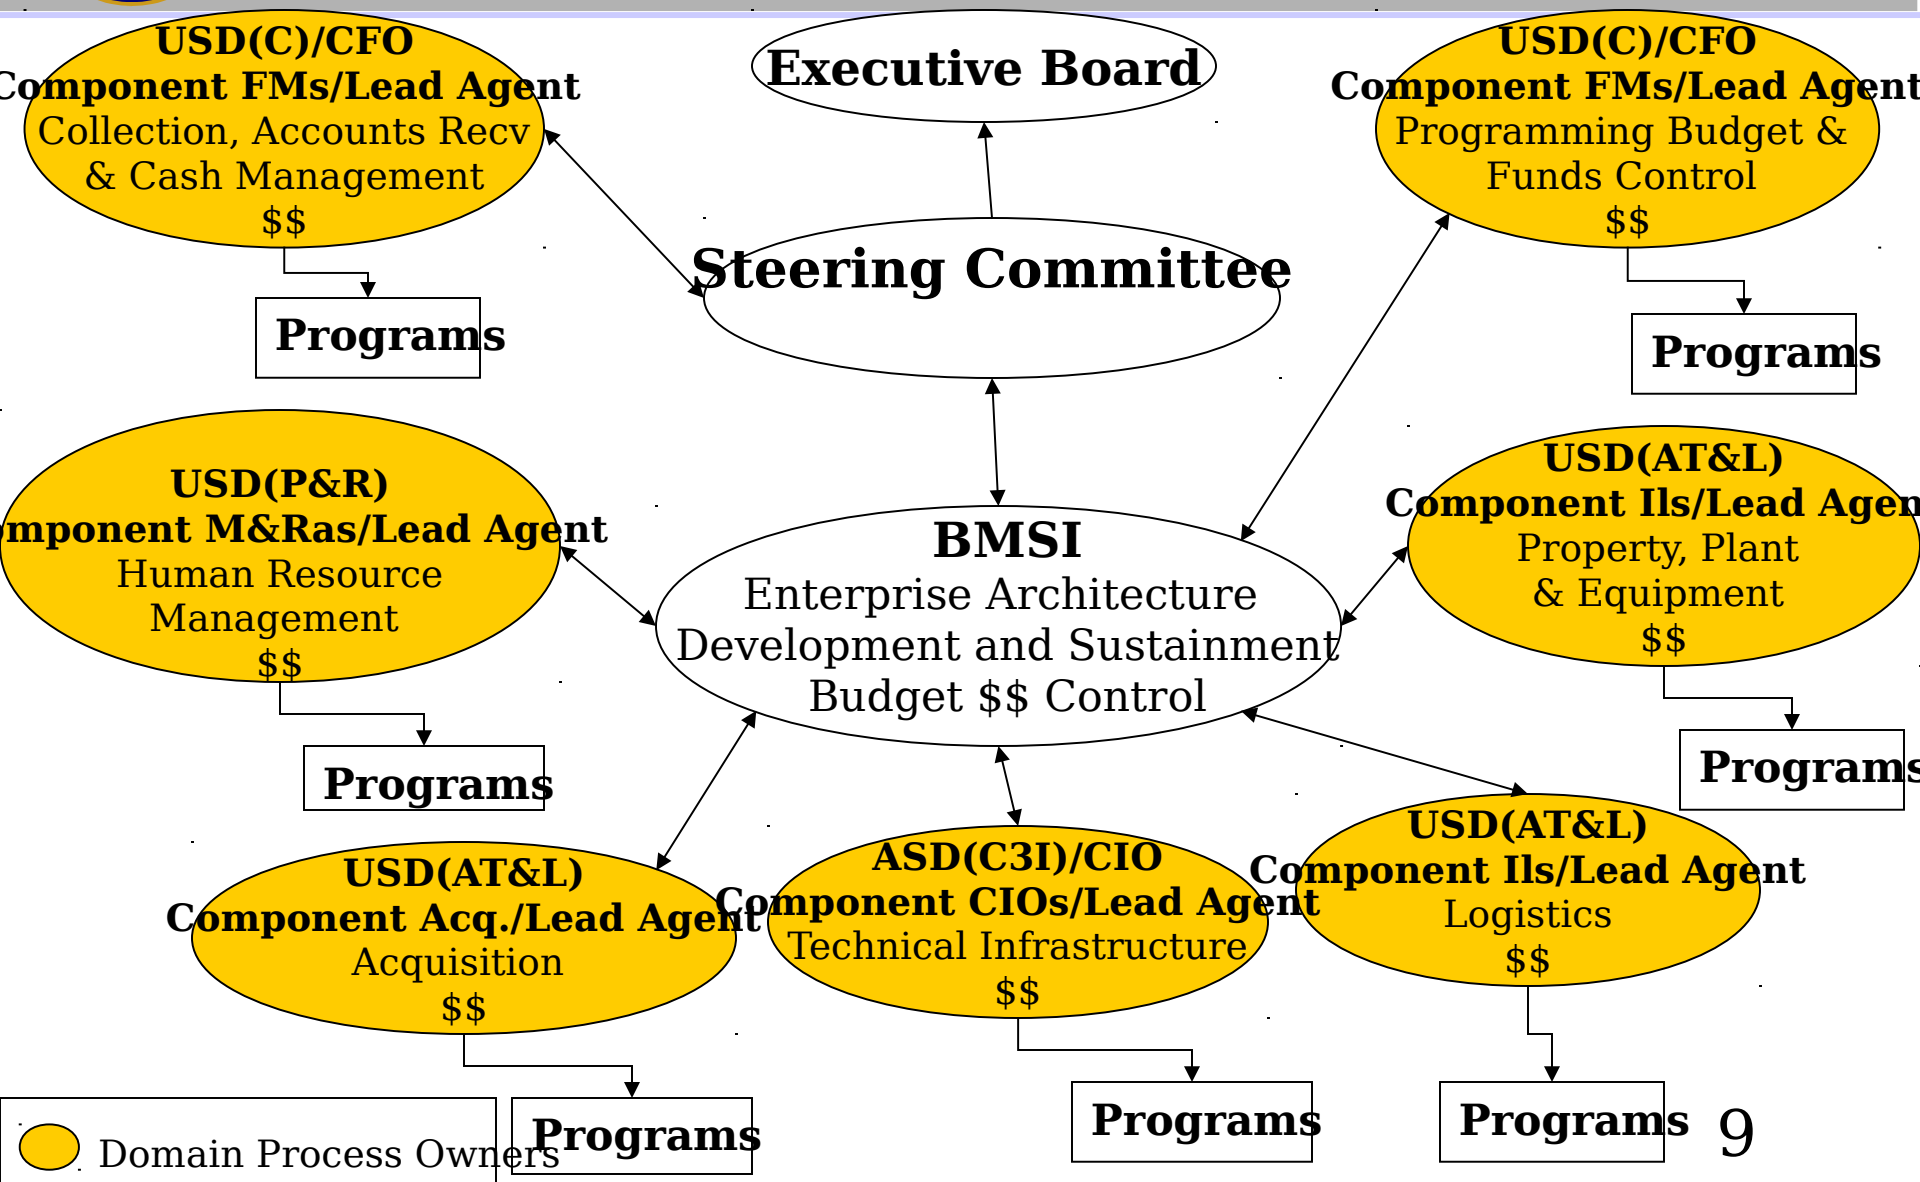 USD(C)/CFO
Component FMs/Lead Agent
Collection, Accounts Recv
& Cash Management
$$
Programs
Executive Board
Steering Committee
USD(C)/CFO
Component FMs/Lead Agent
Programming Budget &
Funds Control
$$
Programs
USD(P&R)
omponent M&Ras/Lead Agent
Human Resource
Management
$$
Programs
BMSI
Enterprise Architecture
Development and Sustainment
Budget $$ Control
USD(AT&L)
Component Ils/Lead Agen
Property, Plant
& Equipment
$$
Programs
USD(AT&L)
Component Acq./Lead Agent
Acquisition
$$
Programs
ASD(C3I)/CIO
Component CIOs/Lead Agent
Technical Infrastructure
$$
Programs
USD(AT&L)
Component Ils/Lead Agent
Logistics
$$
Programs
Domain Process Owners
9